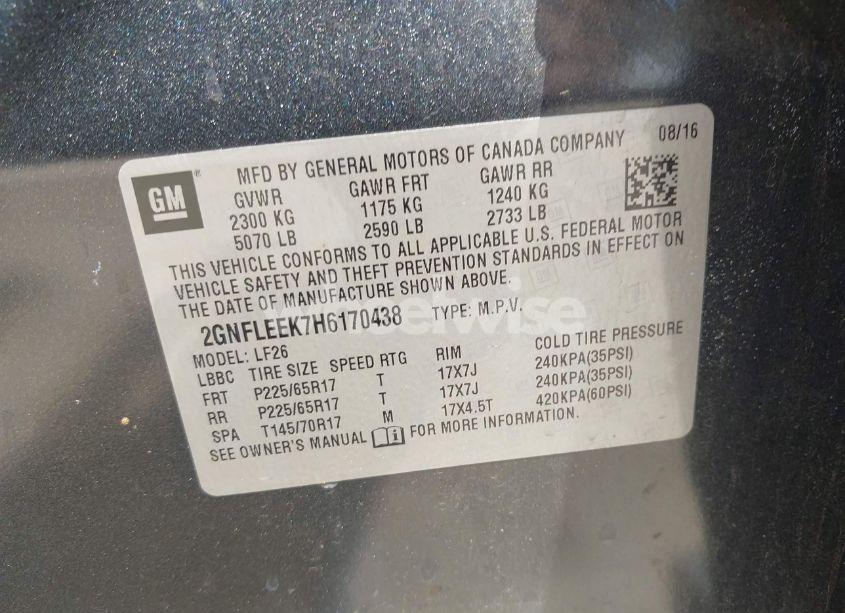 GM
MFD BY GENERAL MOTORS OF CANADA COMPANY 08/16
GVWR GAWR FRT GAWR RR
2300 KG 1175 KG 1240 KG
5070 LB 2590 LB 2733 LB
THIS VEHICLE CONFORMS TO ALL APPLICABLE U.S. FEDERAL MOTOR
VEHICLE SAFETY AND THEFT PREVENTION STANDARDS IN EFFECT ON
THE DATE OF MANUFACTURE SHOWN ABOVE.
2GNFLEEK7H6170438 TYPE: M.P.V.
MODEL: LF26
LBBC TIRE SIZE SPEED RTG RIM COLD TIRE PRESSURE
FRT P225/65R17 T 17X7J 240KPA(35PSI)
RR P225/65R17 T 17X7J 240KPA(35PSI)
SPA T145/70R17 M 17X4.5T 420KPA(60PSI)
SEE OWNER'S MANUAL FOR MORE INFORMATION.